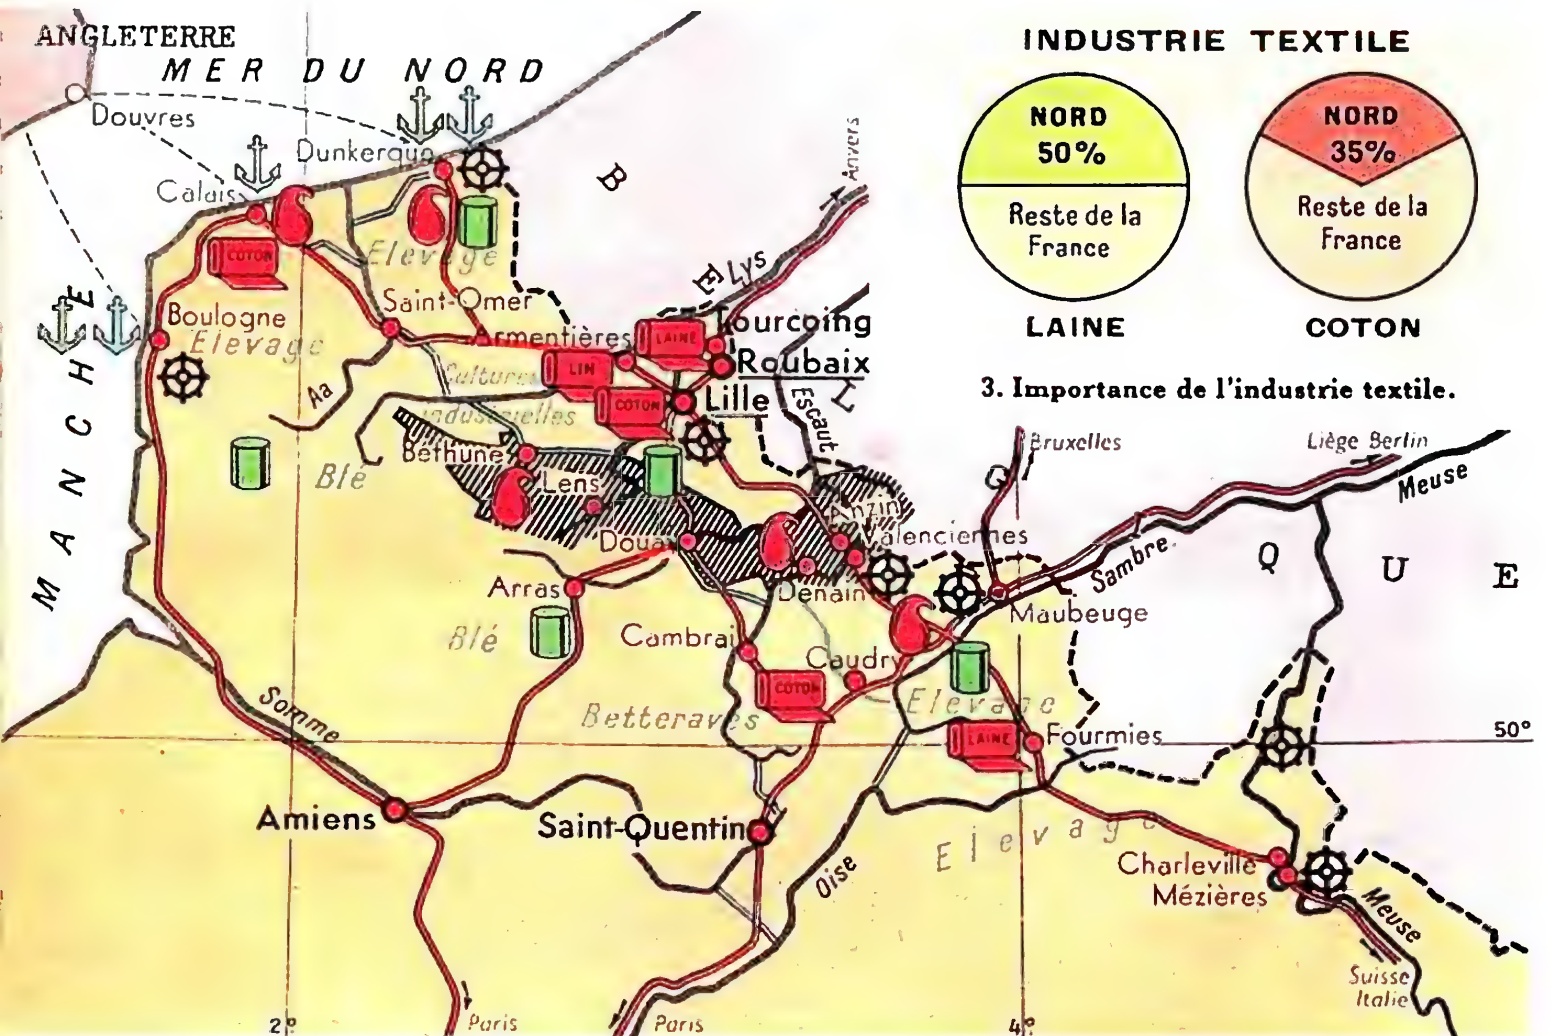 ANGLETERRE
MER DU NORD
Douvres
Dunkerque
Calais
COTON
Elevage
B
Anvers
Lys
E
Saint-Omer
Boulogne
Elevage
MANCHE
Armentières
LAINE
Tourcoing
LIN
Roubaix
Cultures
industrielles
COTON
Lille
L
Escaut
Aa
Béthune
Blé
Lens
Anzin
Valenciennes
Douai
Denain
Arras
Blé
Cambrai
Caudry
COTON
Betteraves
Elevage
LAINE
Fourmies
Maubeuge
Sambre
G
Bruxelles
Liège Berlin
Meuse
Q U E
50°
Somme
Amiens
Saint-Quentin
Oise
Elevage
Charleville
Mézières
Meuse
Suisse
Italie
2°
Paris
Paris
4°
INDUSTRIE TEXTILE
NORD
50%
Reste de la
France
LAINE
NORD
35%
Reste de la
France
COTON
3. Importance de l'industrie textile.